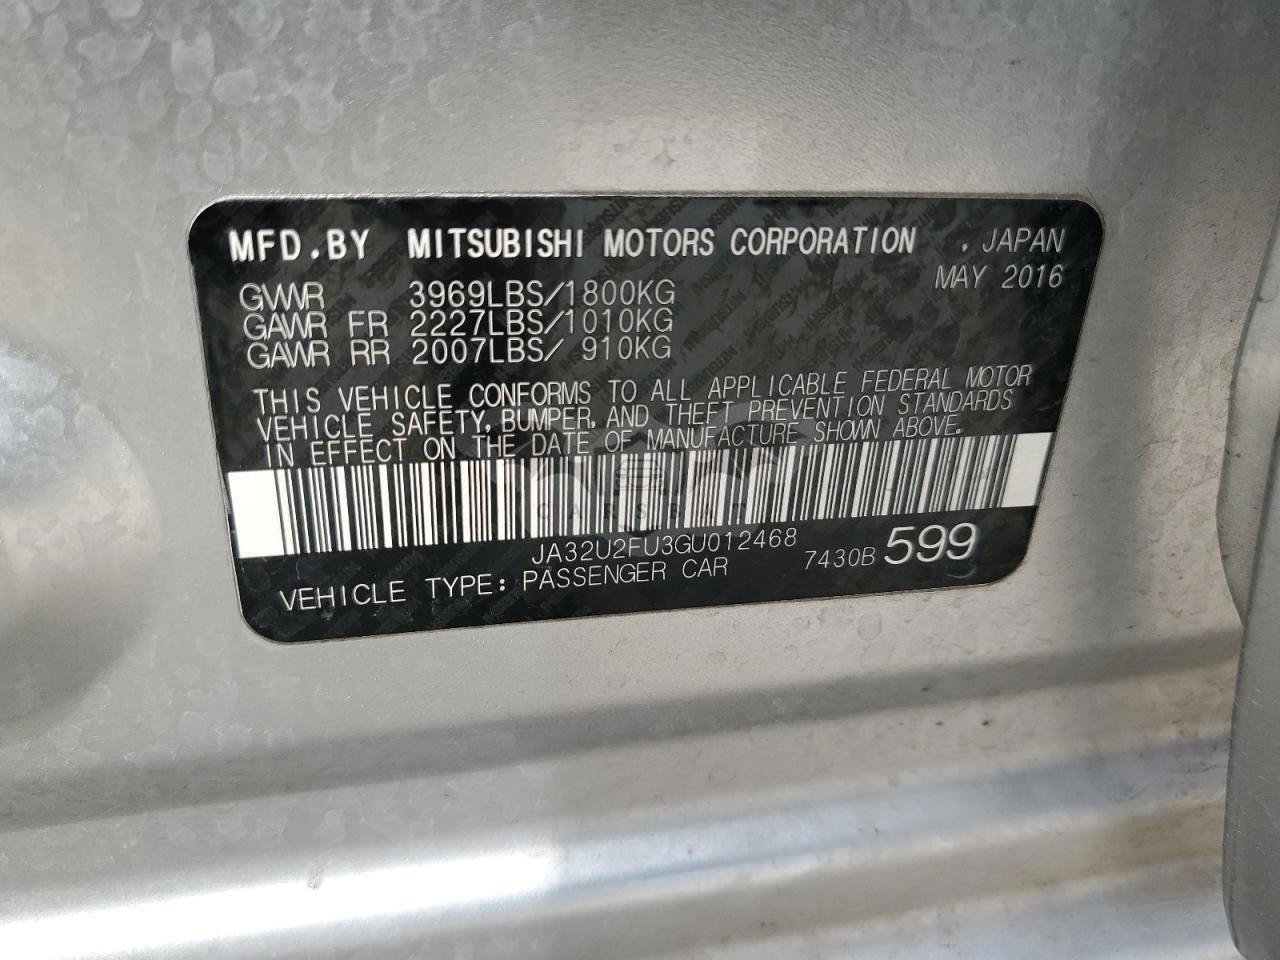 MFD.BY MITSUBISHI MOTORS CORPORATION . JAPAN
MAY 2016
GVWR 3969LBS/1800KG
GAWR FR 2227LBS/1010KG
GAWR RR 2007LBS/ 910KG
THIS VEHICLE CONFORMS TO ALL APPLICABLE FEDERAL MOTOR
VEHICLE SAFETY, BUMPER, AND THEFT PREVENTION STANDARDS
IN EFFECT ON THE DATE OF MANUFACTURE SHOWN ABOVE.
JA32U2FU3GU012468
VEHICLE TYPE: PASSENGER CAR 7430B 599